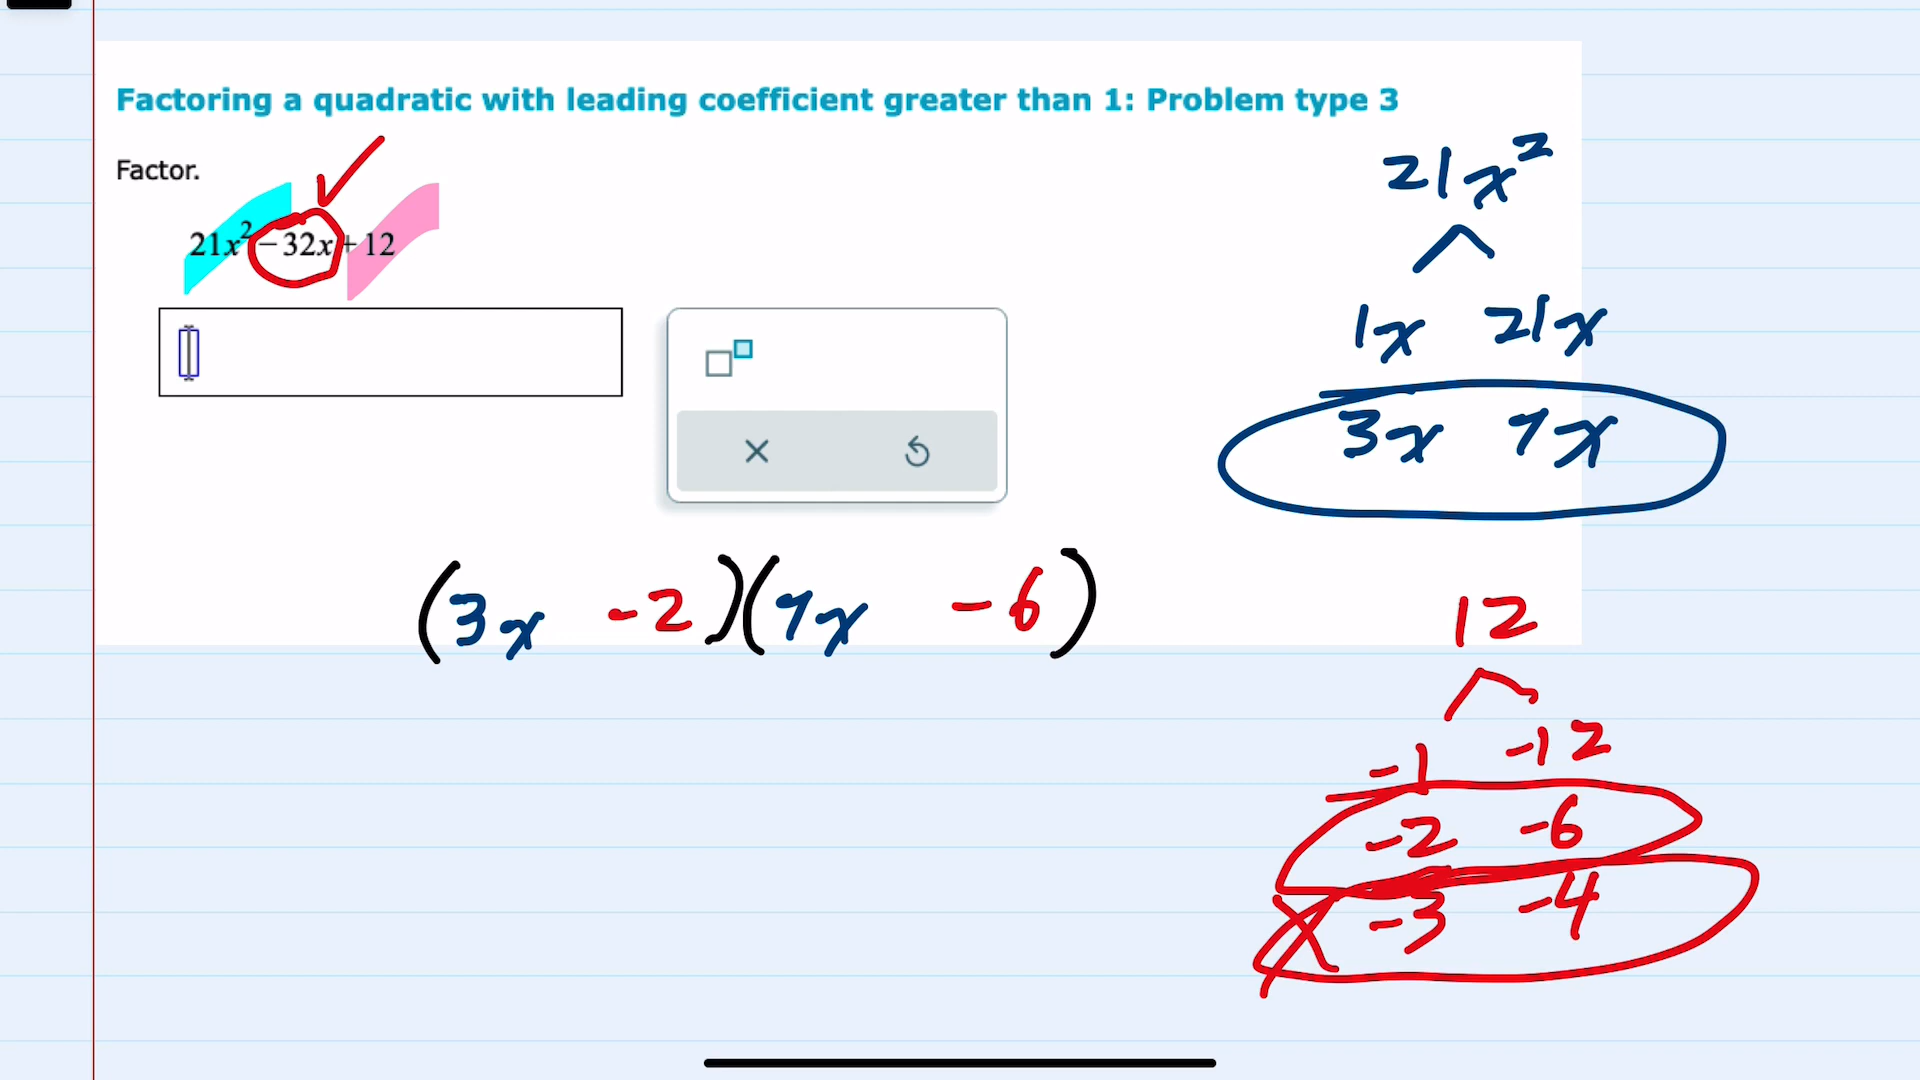 Factoring a quadratic with leading coefficient greater than 1: Problem type 3
Factor.
21x² − 32x + 12
21x²
1x 21x
3x 7x
(3x -2)(7x -6)
12
-1 -12
-2 -6
-3 -4